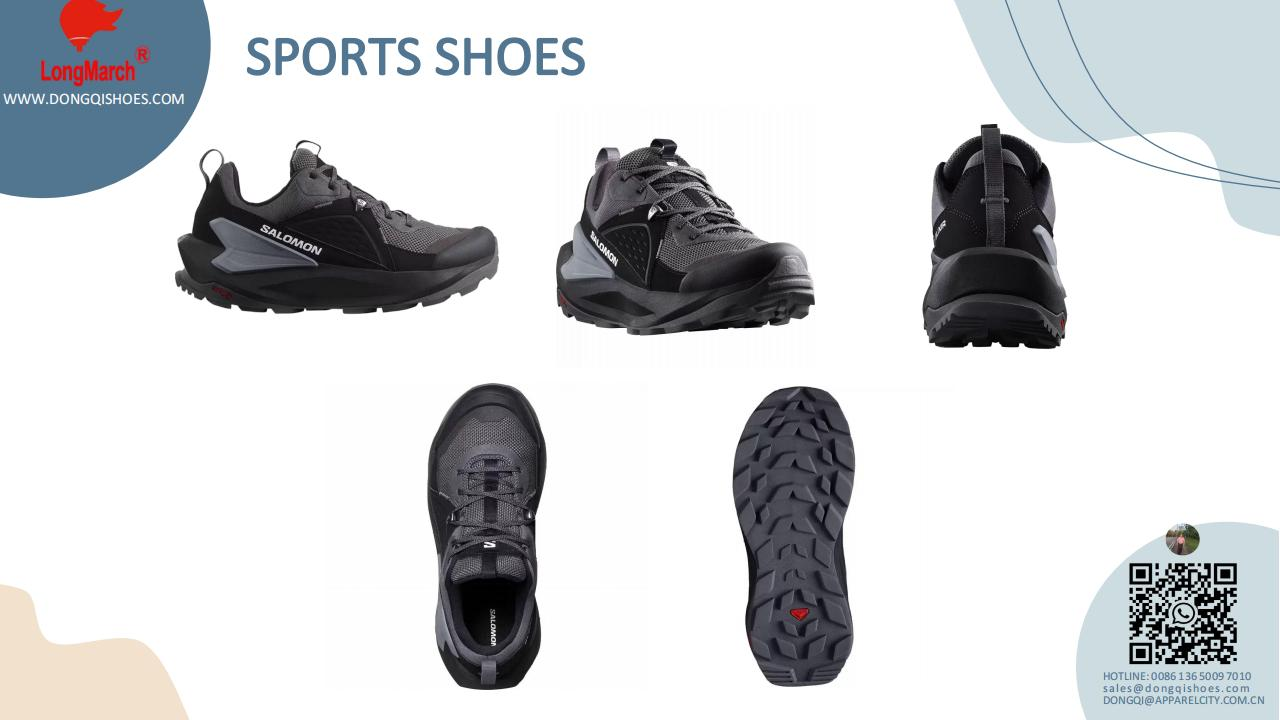 LongMarch®
WWW.DONGQISHOES.COM
SPORTS SHOES
SALOMON
SALOMON
SALOMON
HOTLINE: 0086 136 5009 7010
sales@dongqishoes.com
DONGQI@APPARELCITY.COM.CN